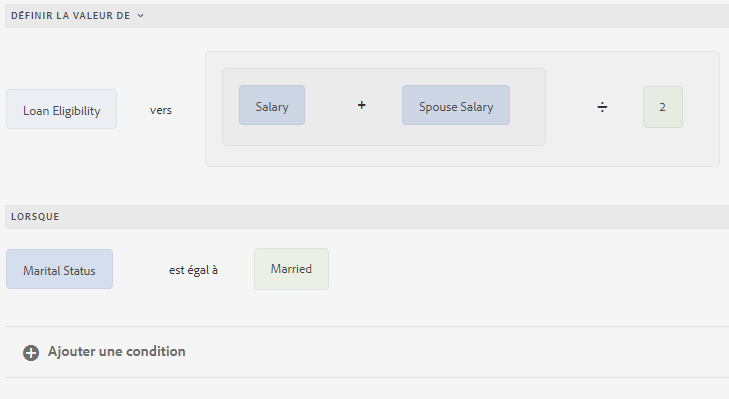 DÉFINIR LA VALEUR DE
Loan Eligibility vers Salary + Spouse Salary ÷ 2
LORSQUE
Marital Status est égal à Married
Ajouter une condition